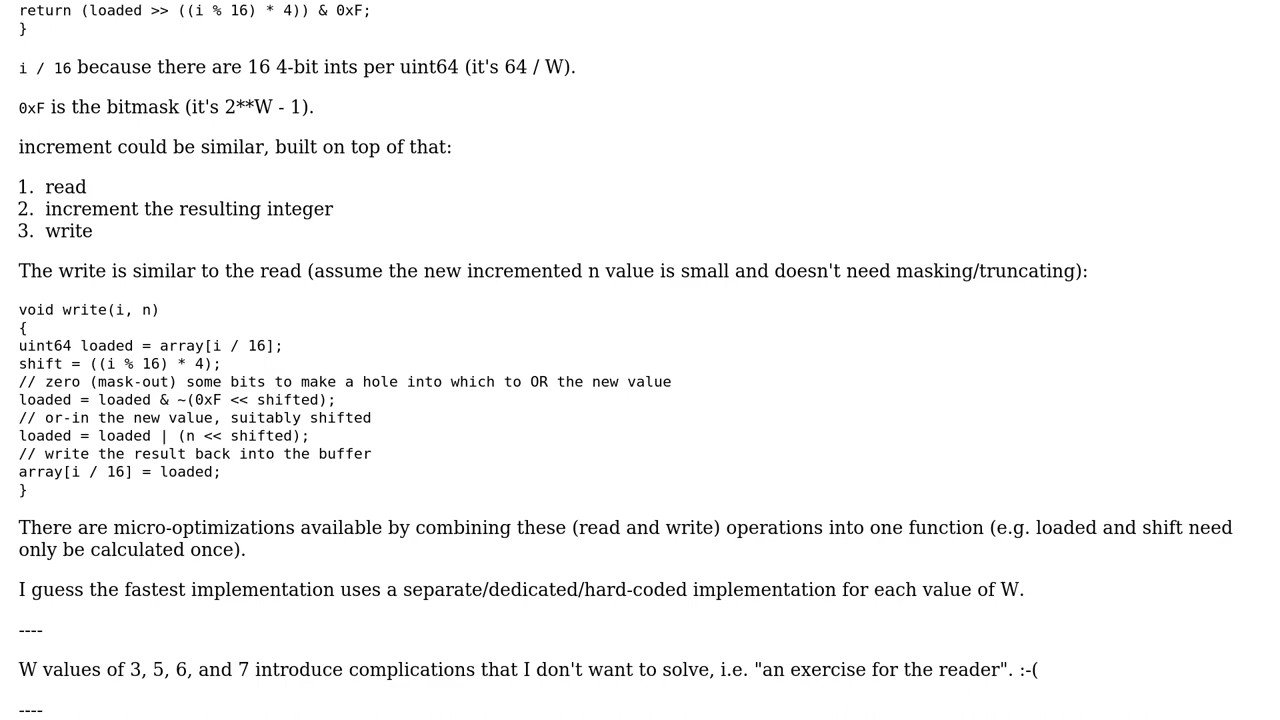 return (loaded >> ((i % 16) * 4)) & 0xF;
}
i / 16 because there are 16 4-bit ints per uint64 (it's 64 / W).
0xF is the bitmask (it's 2**W - 1).
increment could be similar, built on top of that:
1. read
2. increment the resulting integer
3. write
The write is similar to the read (assume the new incremented n value is small and doesn't need masking/truncating):
void write(i, n)
{
uint64 loaded = array[i / 16];
shift = ((i % 16) * 4);
// zero (mask-out) some bits to make a hole into which to OR the new value
loaded = loaded & ~(0xF << shifted);
// or-in the new value, suitably shifted
loaded = loaded | (n << shifted);
// write the result back into the buffer
array[i / 16] = loaded;
}
There are micro-optimizations available by combining these (read and write) operations into one function (e.g. loaded and shift need
only be calculated once).
I guess the fastest implementation uses a separate/dedicated/hard-coded implementation for each value of W.
----
W values of 3, 5, 6, and 7 introduce complications that I don't want to solve, i.e. "an exercise for the reader". :-(
----